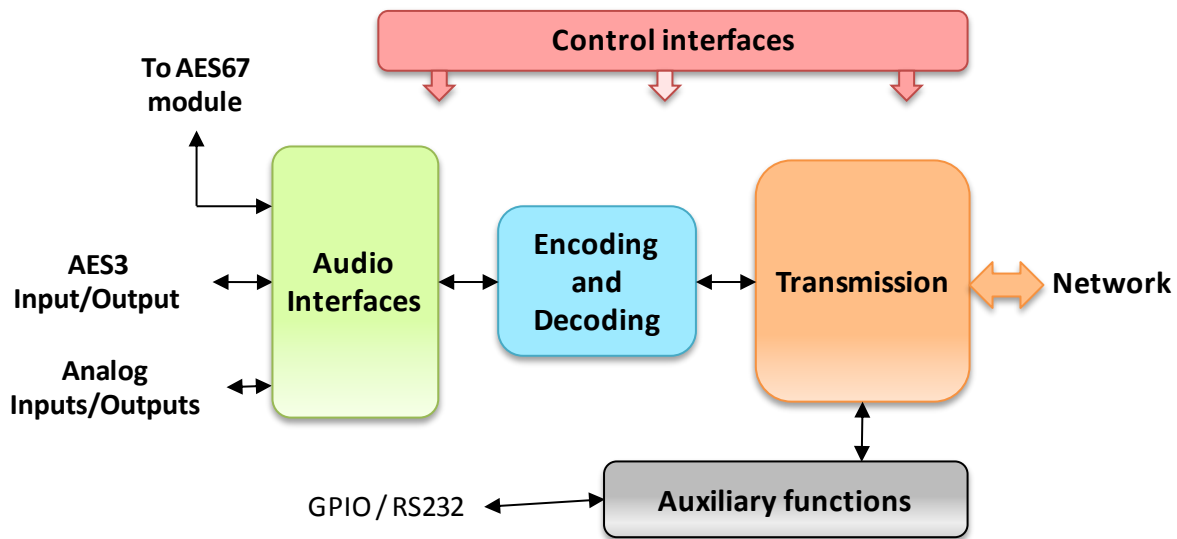 Control interfaces
To AES67
module
AES3
Input/Output
Analog
Inputs/Outputs
Audio
Interfaces
Encoding
and
Decoding
Transmission
Network
GPIO / RS232
Auxiliary functions